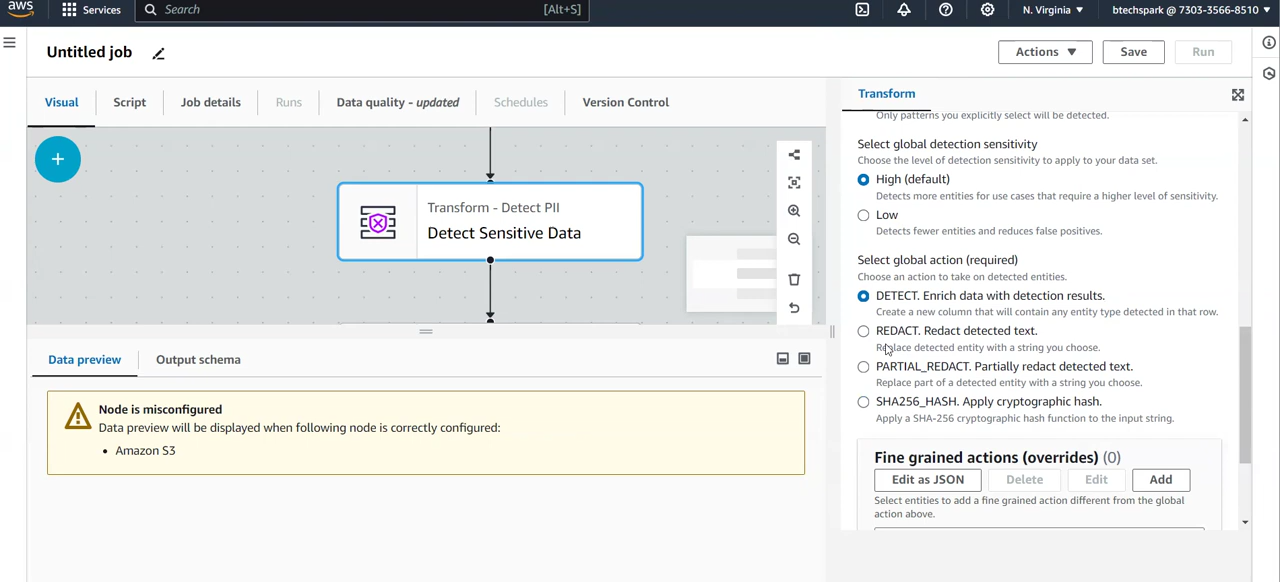 aws
Services
Search
[Alt+S]
N. Virginia ▼
btechspark @ 7303-3566-8510 ▼
Untitled job
Actions ▼
Save
Run
Visual
Script
Job details
Runs
Data quality - updated
Schedules
Version Control
Transform - Detect PII
Detect Sensitive Data
Data preview
Output schema
Node is misconfigured
Data preview will be displayed when following node is correctly configured:
• Amazon S3
Transform
Only patterns you explicitly select will be detected.
Select global detection sensitivity
Choose the level of detection sensitivity to apply to your data set.
High (default)
Detects more entities for use cases that require a higher level of sensitivity.
Low
Detects fewer entities and reduces false positives.
Select global action (required)
Choose an action to take on detected entities.
DETECT. Enrich data with detection results.
Create a new column that will contain any entity type detected in that row.
REDACT. Redact detected text.
Replace detected entity with a string you choose.
PARTIAL_REDACT. Partially redact detected text.
Replace part of a detected entity with a string you choose.
SHA256_HASH. Apply cryptographic hash.
Apply a SHA-256 cryptographic hash function to the input string.
Fine grained actions (overrides) (0)
Edit as JSON
Delete
Edit
Add
Select entities to add a fine grained action different from the global
action above.